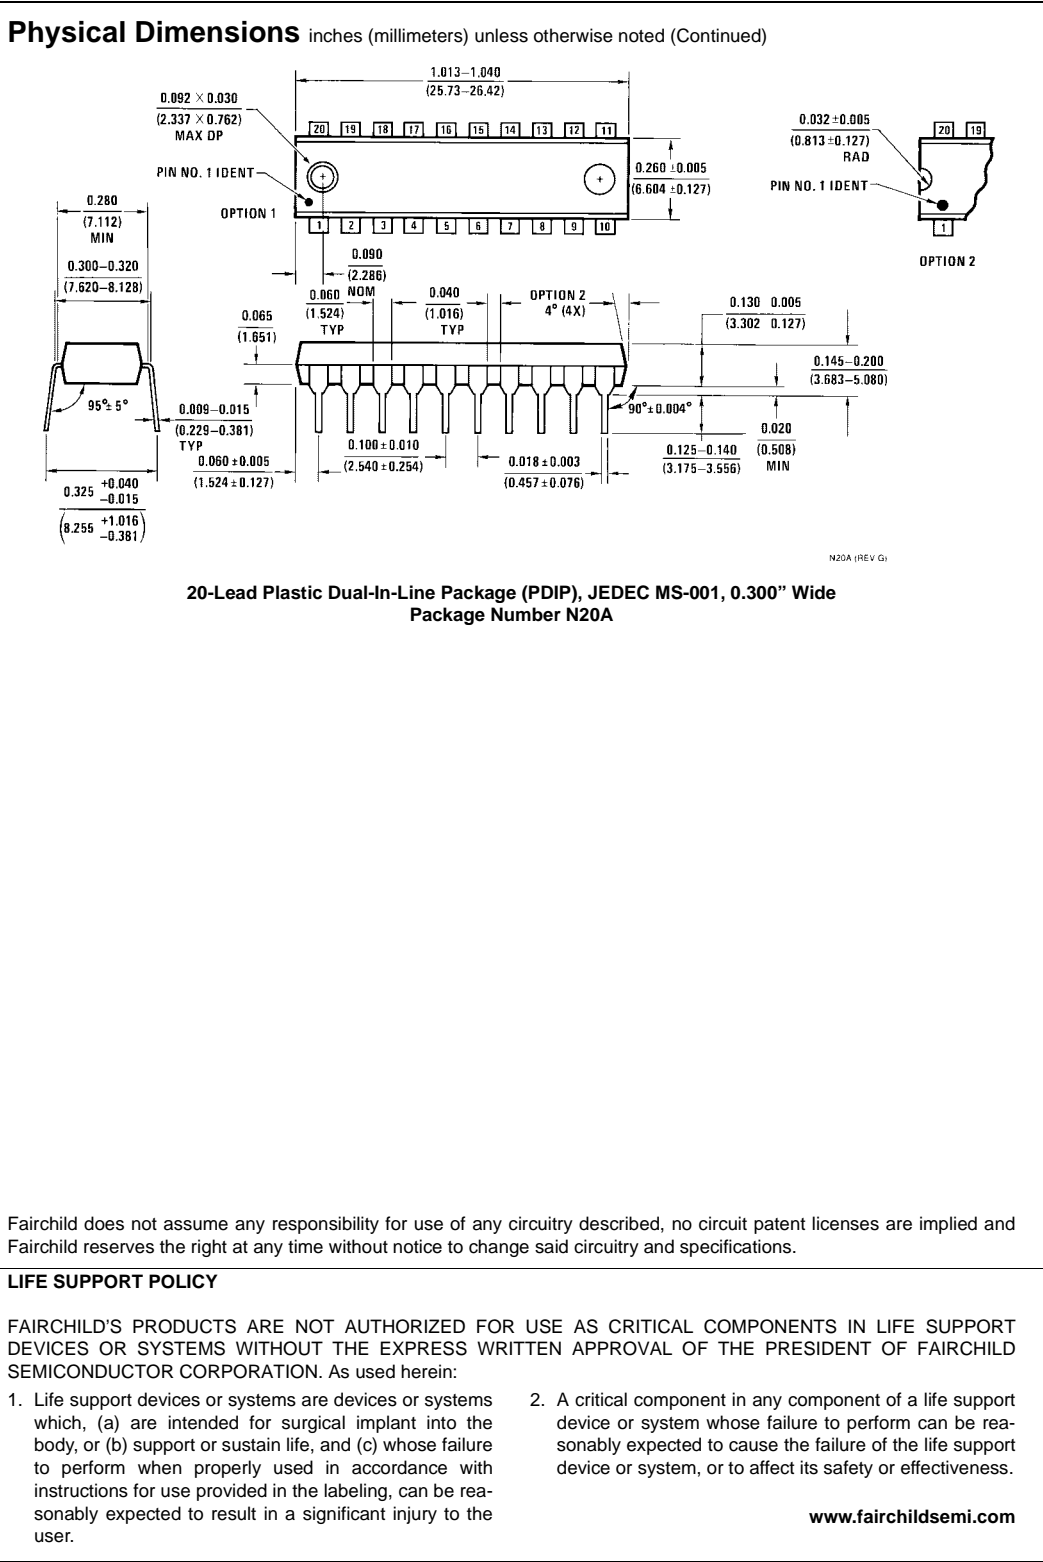 Physical Dimensions inches (millimeters) unless otherwise noted (Continued)
1.013–1.040
(25.73–26.42)
0.092 × 0.030
(2.337 × 0.762)
MAX DP
20 19 18 17 16 15 14 13 12 11
PIN NO. 1 IDENT
OPTION 1
1 2 3 4 5 6 7 8 9 10
0.260 ±0.005
(6.604 ±0.127)
0.032 ±0.005
(0.813 ±0.127)
RAD
20 19
PIN NO. 1 IDENT
1
OPTION 2
0.280
(7.112)
MIN
0.300–0.320
(7.620–8.128)
0.090
(2.286)
NOM
0.060
(1.524)
TYP
0.040
(1.016)
TYP
OPTION 2
4° (4X)
0.065
(1.651)
0.130 0.005
(3.302 0.127)
0.145–0.200
(3.683–5.080)
95°± 5°
0.009–0.015
(0.229–0.381)
TYP
90°±0.004°
0.020
(0.508)
MIN
0.125–0.140
(3.175–3.556)
0.100 ±0.010
(2.540 ±0.254)
0.018 ±0.003
(0.457 ±0.076)
0.060 ±0.005
(1.524 ±0.127)
0.325 +0.040
–0.015
(8.255 +1.016
–0.381)
N20A (REV G)
20-Lead Plastic Dual-In-Line Package (PDIP), JEDEC MS-001, 0.300” Wide
Package Number N20A
Fairchild does not assume any responsibility for use of any circuitry described, no circuit patent licenses are implied and
Fairchild reserves the right at any time without notice to change said circuitry and specifications.
LIFE SUPPORT POLICY
FAIRCHILD’S PRODUCTS ARE NOT AUTHORIZED FOR USE AS CRITICAL COMPONENTS IN LIFE SUPPORT
DEVICES OR SYSTEMS WITHOUT THE EXPRESS WRITTEN APPROVAL OF THE PRESIDENT OF FAIRCHILD
SEMICONDUCTOR CORPORATION. As used herein:
1. Life support devices or systems are devices or systems
which, (a) are intended for surgical implant into the
body, or (b) support or sustain life, and (c) whose failure
to perform when properly used in accordance with
instructions for use provided in the labeling, can be rea-
sonably expected to result in a significant injury to the
user.
2. A critical component in any component of a life support
device or system whose failure to perform can be rea-
sonably expected to cause the failure of the life support
device or system, or to affect its safety or effectiveness.
www.fairchildsemi.com